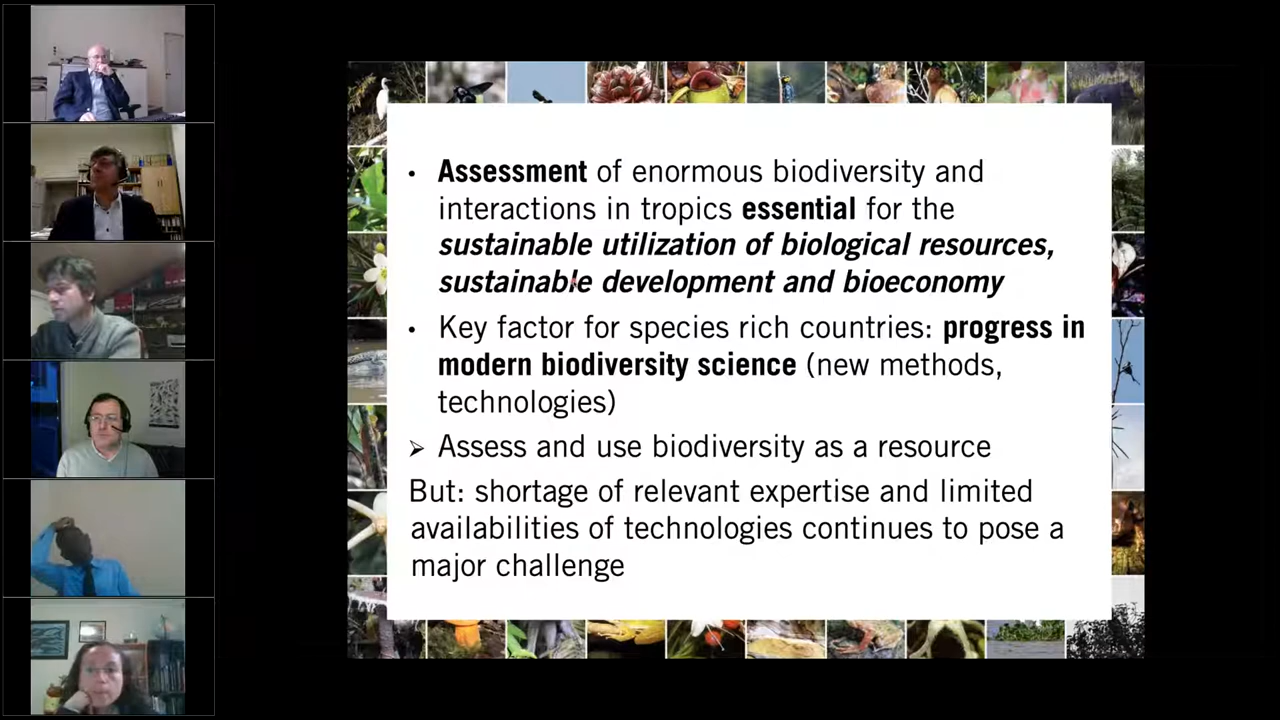 • Assessment of enormous biodiversity and
interactions in tropics essential for the
sustainable utilization of biological resources,
sustainable development and bioeconomy
• Key factor for species rich countries: progress in
modern biodiversity science (new methods,
technologies)
➢ Assess and use biodiversity as a resource
But: shortage of relevant expertise and limited
availabilities of technologies continues to pose a
major challenge